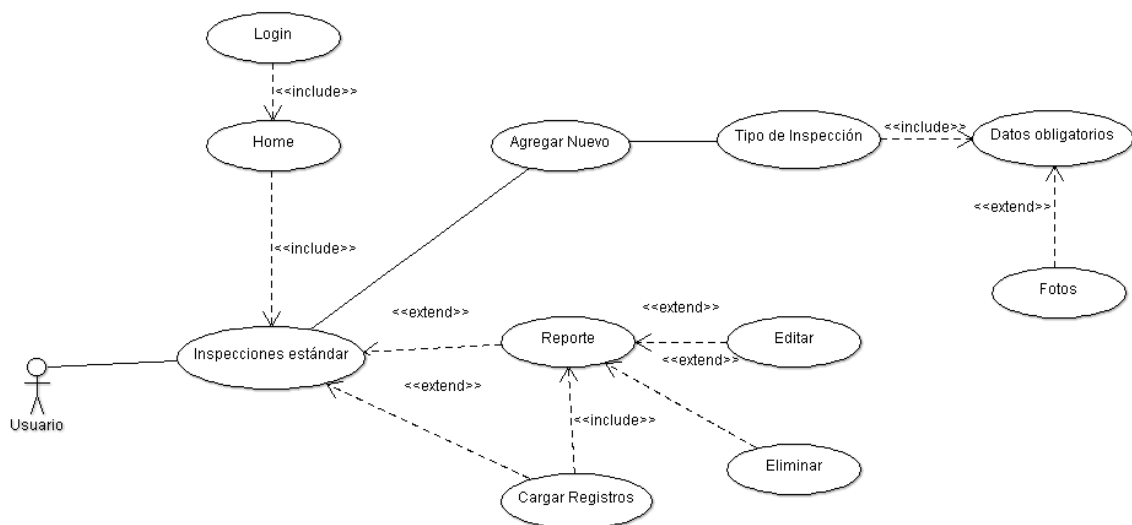 Login
<<include>>
Home
Agregar Nuevo
Tipo de Inspección
<<include>>
Datos obligatorios
<<include>>
<<extend>>
Fotos
<<extend>>
<<extend>>
Inspecciones estándar
Reporte
Editar
<<extend>>
<<extend>>
Usuario
<<include>>
Eliminar
Cargar Registros